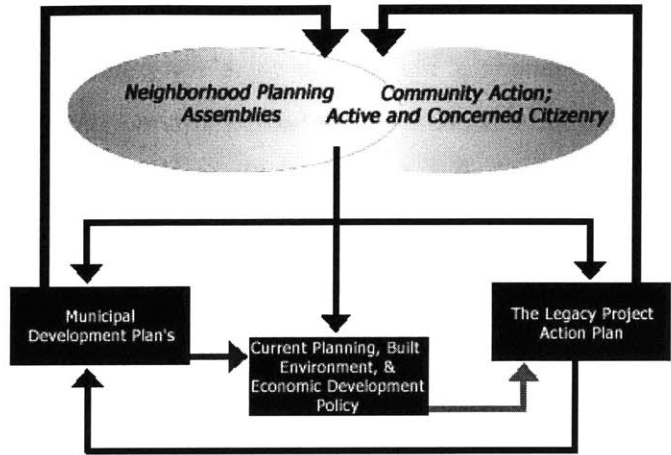 Neighborhood Planning
Assemblies
Community Action;
Active and Concerned Citizenry
Municipal
Development Plan's
Current Planning, Built
Environment, &
Economic Development
Policy
The Legacy Project
Action Plan